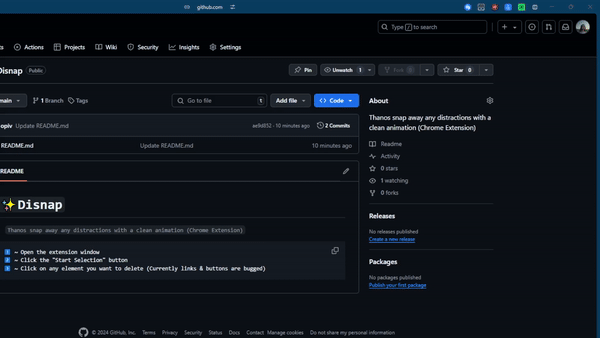 github.com
Type / to search
Actions
Projects
Wiki
Security
Insights
Settings
Disnap Public
Pin
Unwatch 1
Fork 0
Star 0
main
1 Branch
Tags
Go to file t
Add file
Code
opiv Update README.md
ae9d832 · 10 minutes ago
2 Commits
README.md Update README.md 10 minutes ago
README
✨Disnap
Thanos snap away any distractions with a clean animation (Chrome Extension)
1 ~ Open the extension window
2 ~ Click the "Start Selection" button
3 ~ Click on any element you want to delete (Currently links & buttons are bugged)
About
Thanos snap away any distractions with a
clean animation (Chrome Extension)
Readme
Activity
0 stars
1 watching
0 forks
Releases
No releases published
Create a new release
Packages
No packages published
Publish your first package
© 2024 GitHub, Inc. Terms Privacy Security Status Docs Contact Manage cookies Do not share my personal information